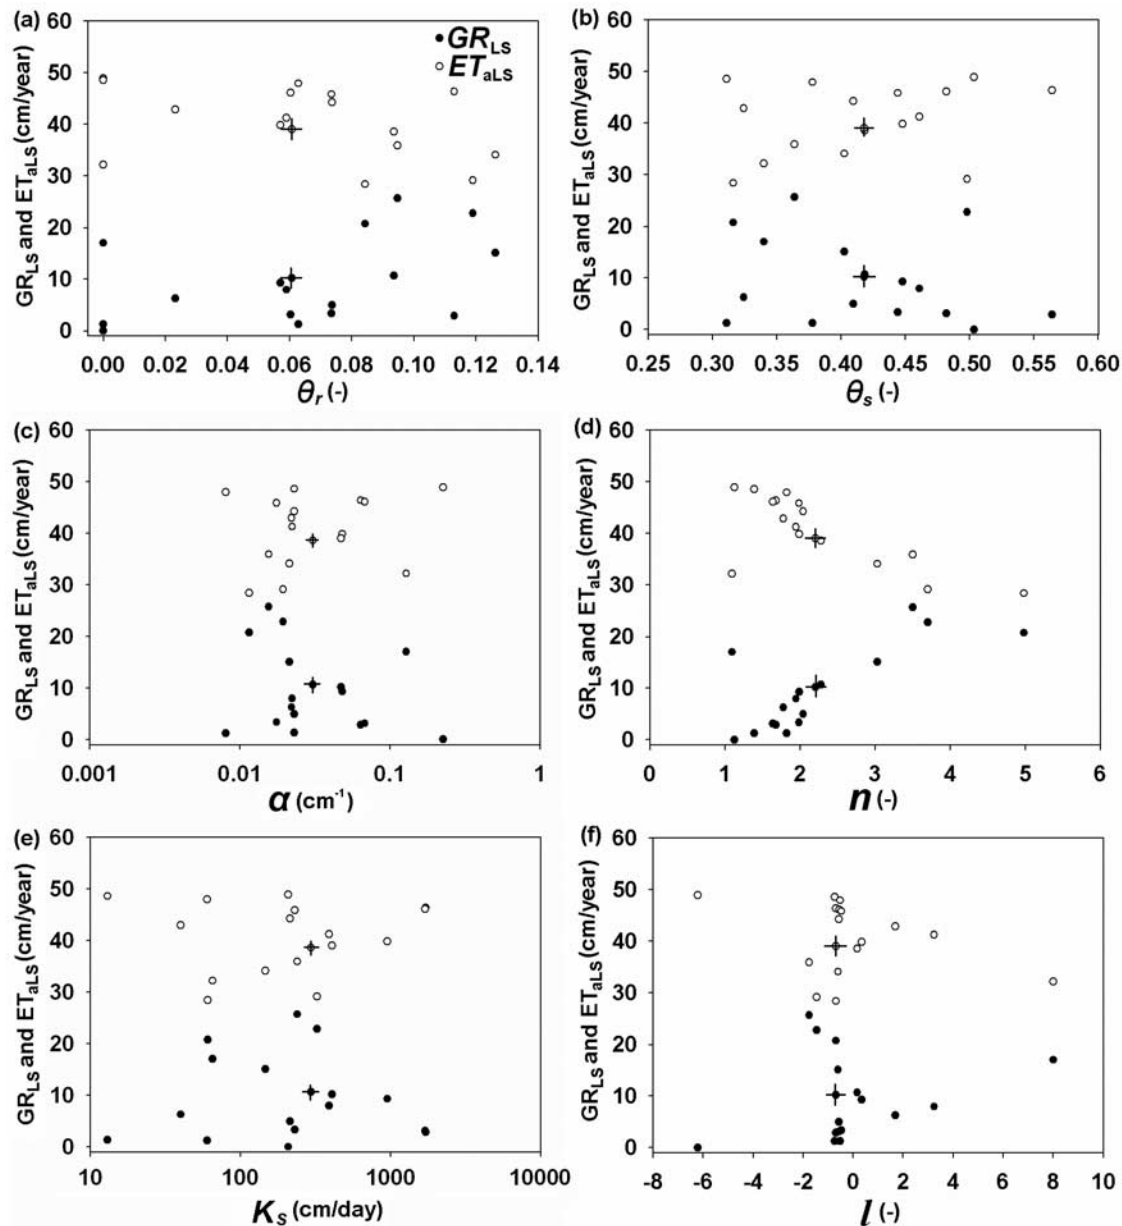 (a)
60
50
40
30
20
10
0
GR_LS and ET_aLS (cm/year)
GR_LS
ET_aLS
0.00 0.02 0.04 0.06 0.08 0.10 0.12 0.14
θ_r (-)
(b)
60
50
40
30
20
10
0
GR_LS and ET_aLS (cm/year)
0.25 0.30 0.35 0.40 0.45 0.50 0.55 0.60
θ_s (-)
(c)
60
50
40
30
20
10
0
GR_LS and ET_aLS (cm/year)
0.001 0.01 0.1 1
α (cm⁻¹)
(d)
60
50
40
30
20
10
0
GR_LS and ET_aLS (cm/year)
0 1 2 3 4 5 6
n (-)
(e)
60
50
40
30
20
10
0
GR_LS and ET_aLS (cm/year)
10 100 1000 10000
K_s (cm/day)
(f)
60
50
40
30
20
10
0
GR_LS and ET_aLS (cm/year)
-8 -6 -4 -2 0 2 4 6 8 10
l (-)